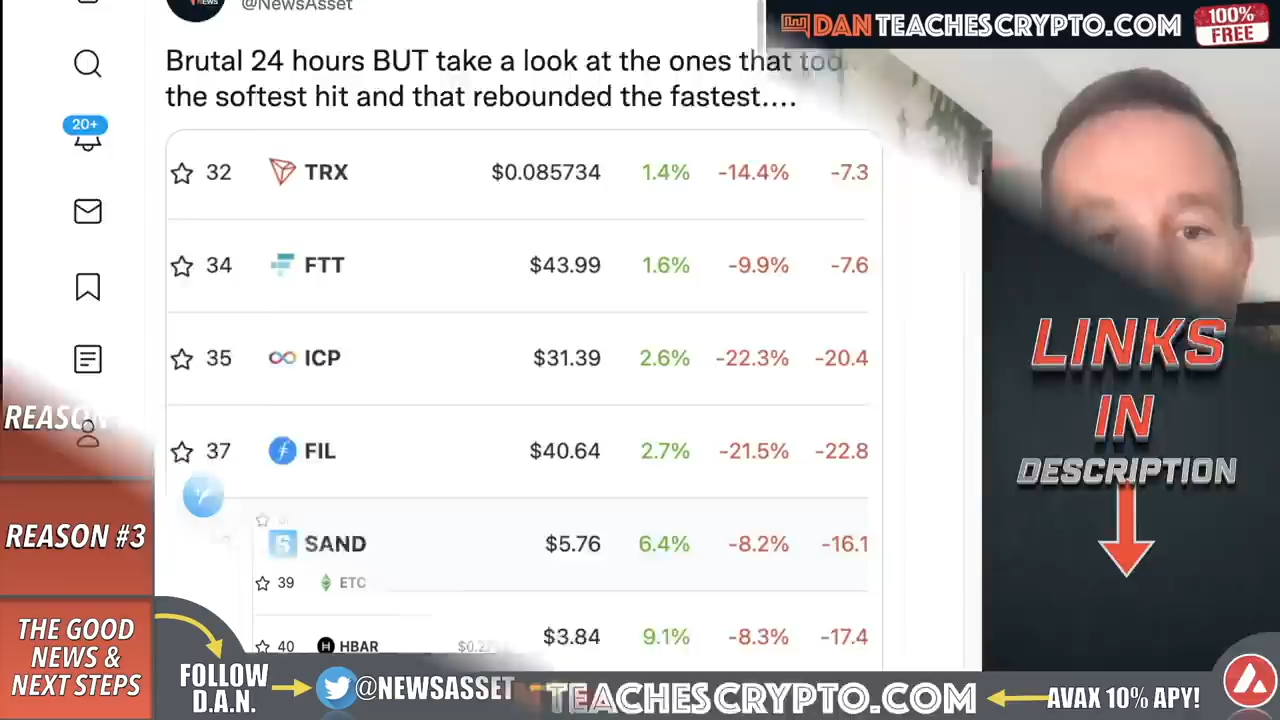 @NewsAsset
DAN TEACHESCRYPTO.COM
100%
FREE
Brutal 24 hours BUT take a look at the ones that too
the softest hit and that rebounded the fastest....
20+
32 TRX $0.085734 1.4% -14.4% -7.3
34 FTT $43.99 1.6% -9.9% -7.6
35 ICP $31.39 2.6% -22.3% -20.4
37 FIL $40.64 2.7% -21.5% -22.8
SAND $5.76 6.4% -8.2% -16.1
39 ETC
$3.84 9.1% -8.3% -17.4
40 HBAR
REASON
REASON #3
THE GOOD
NEWS &
NEXT STEPS
LINKS
IN
DESCRIPTION
FOLLOW
D.A.N.
@NEWSASSET
TEACHESCRYPTO.COM
AVAX 10% APY!